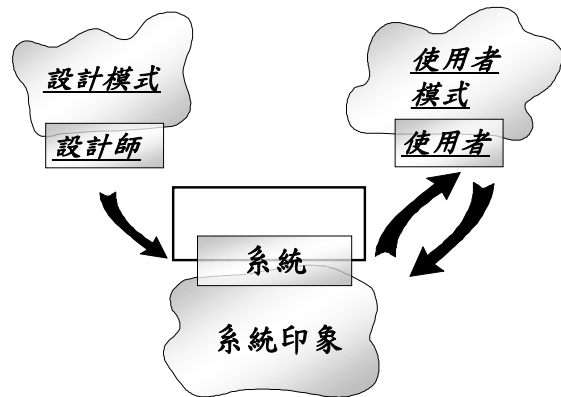 設計模式
設計師
使用者
模式
使用者
系統
系統印象